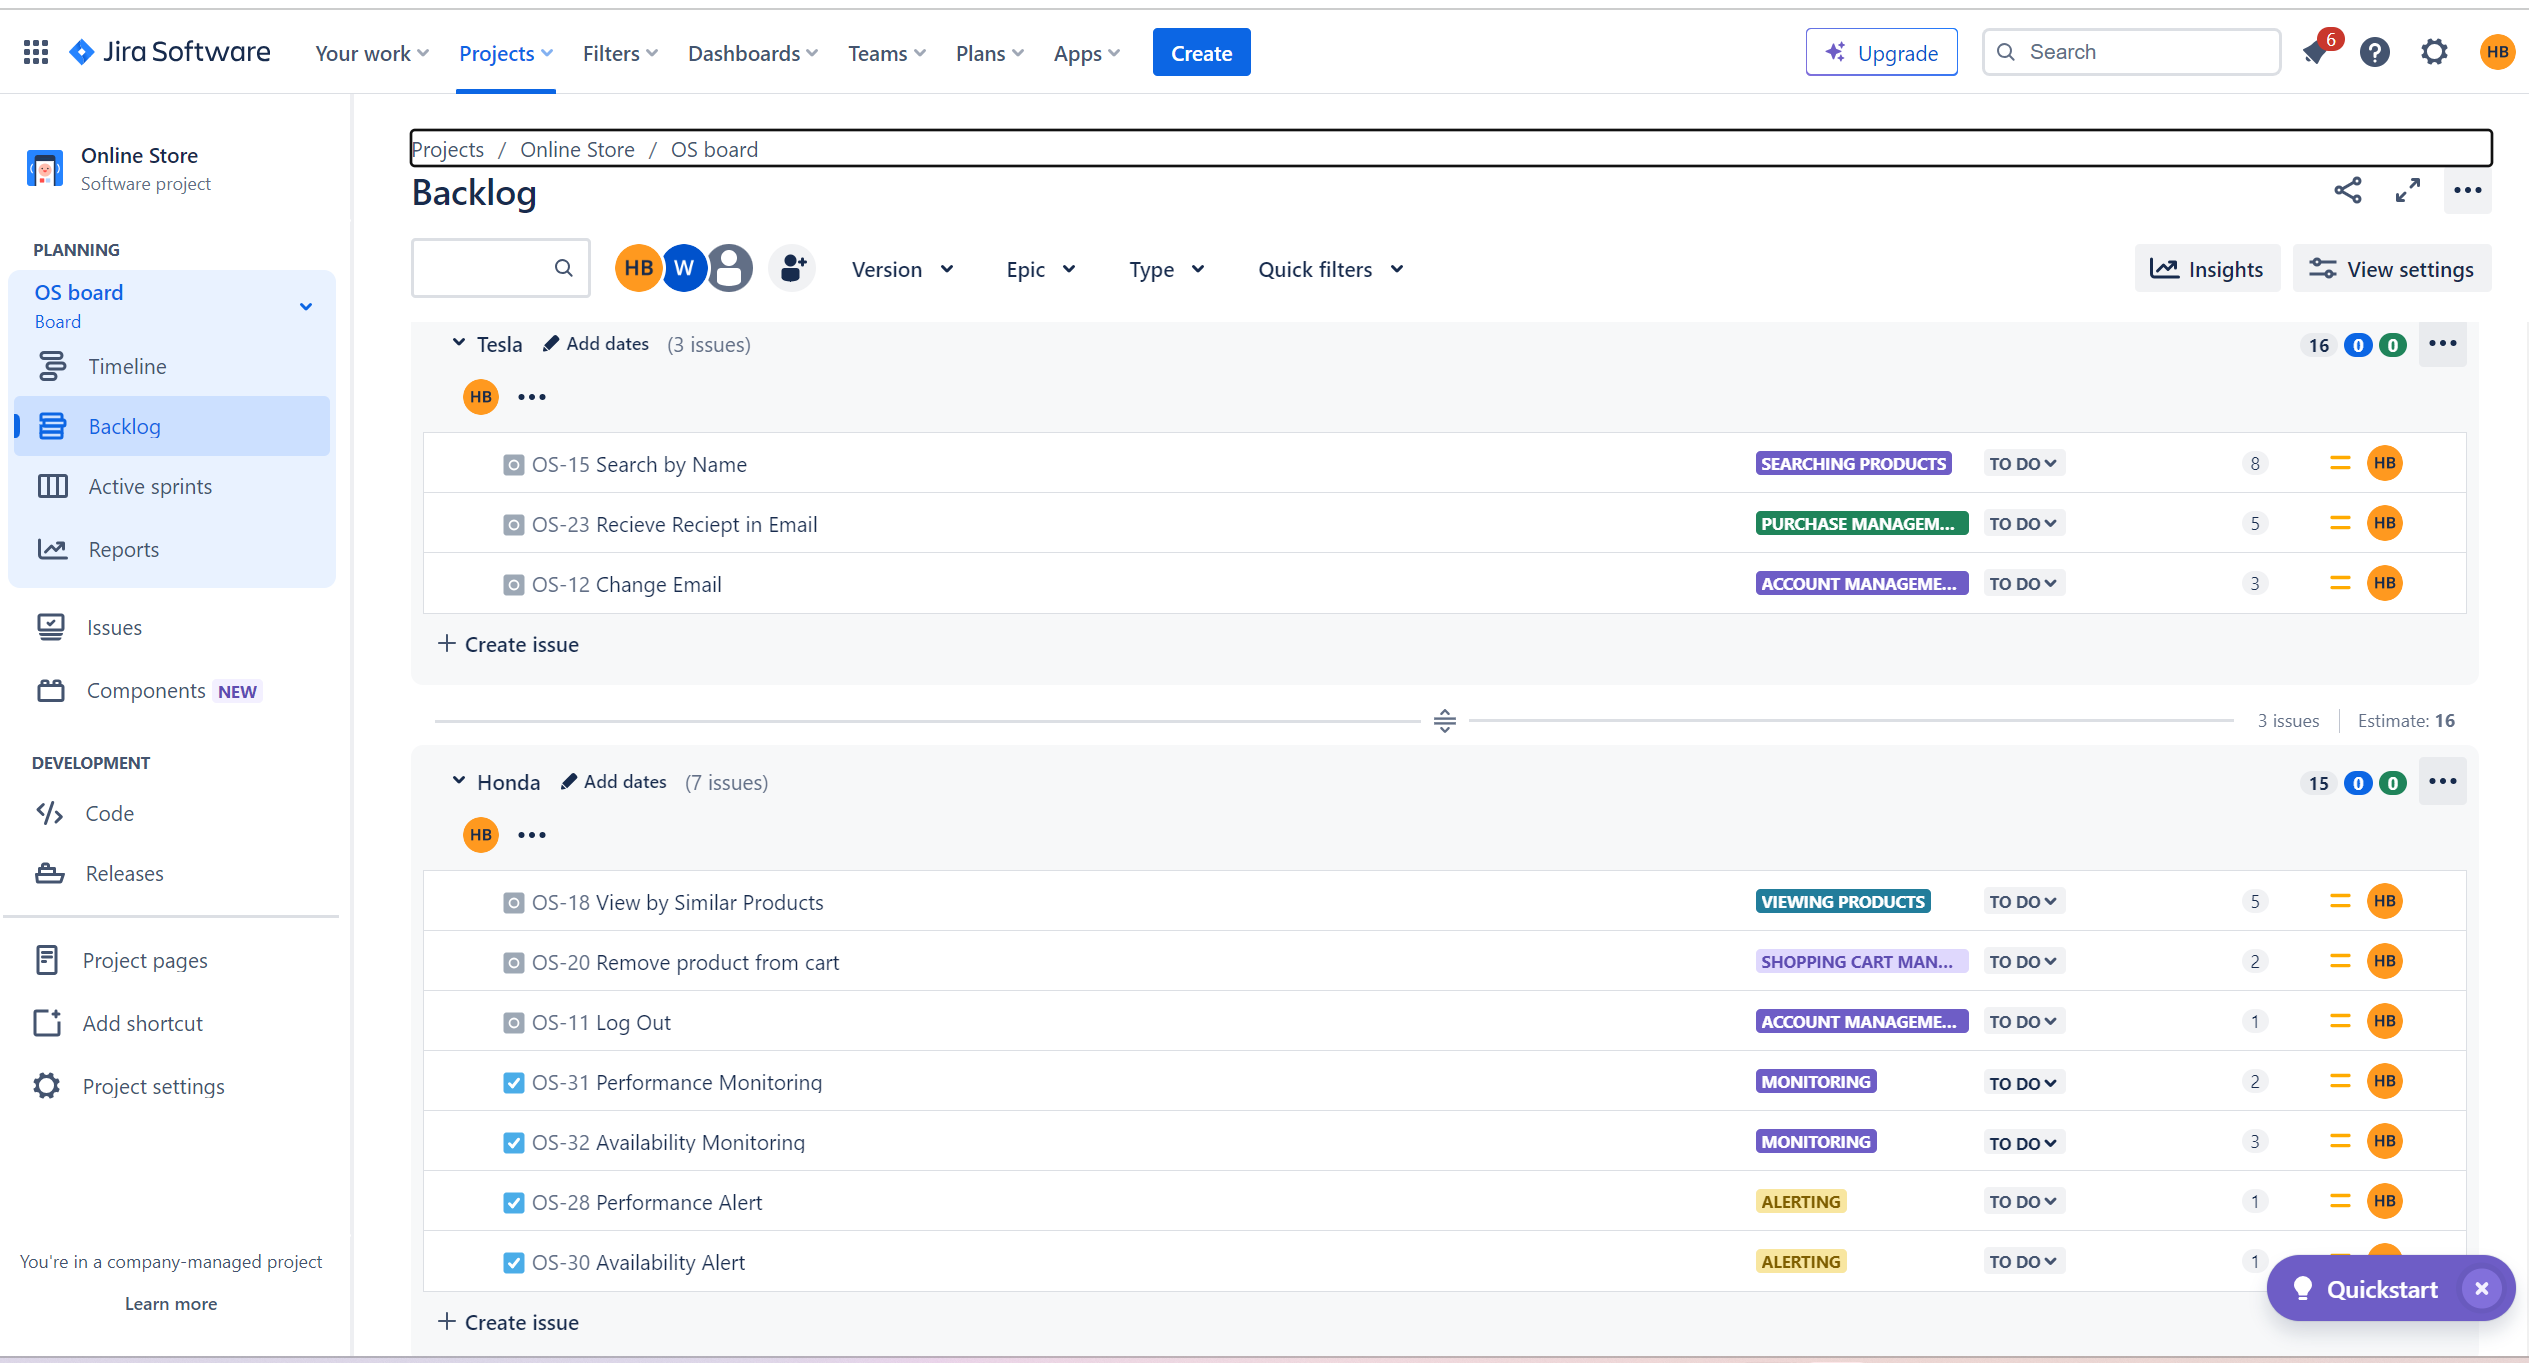 Jira Software Your work Projects Filters Dashboards Teams Plans Apps Create Upgrade Search 6 HB
Online Store
Software project
PLANNING
OS board
Board
Timeline
Backlog
Active sprints
Reports
Issues
Components NEW
DEVELOPMENT
Code
Releases
Project pages
Add shortcut
Project settings
You're in a company-managed project
Learn more
Projects / Online Store / OS board
Backlog
HB W Version Epic Type Quick filters Insights View settings
Tesla Add dates (3 issues) 16 0 0
HB
OS-15 Search by Name SEARCHING PRODUCTS TO DO 8 HB
OS-23 Recieve Reciept in Email PURCHASE MANAGEM... TO DO 5 HB
OS-12 Change Email ACCOUNT MANAGEME... TO DO 3 HB
+ Create issue
3 issues Estimate: 16
Honda Add dates (7 issues) 15 0 0
HB
OS-18 View by Similar Products VIEWING PRODUCTS TO DO 5 HB
OS-20 Remove product from cart SHOPPING CART MAN... TO DO 2 HB
OS-11 Log Out ACCOUNT MANAGEME... TO DO 1 HB
OS-31 Performance Monitoring MONITORING TO DO 2 HB
OS-32 Availability Monitoring MONITORING TO DO 3 HB
OS-28 Performance Alert ALERTING TO DO 1 HB
OS-30 Availability Alert ALERTING TO DO 1
+ Create issue
Quickstart